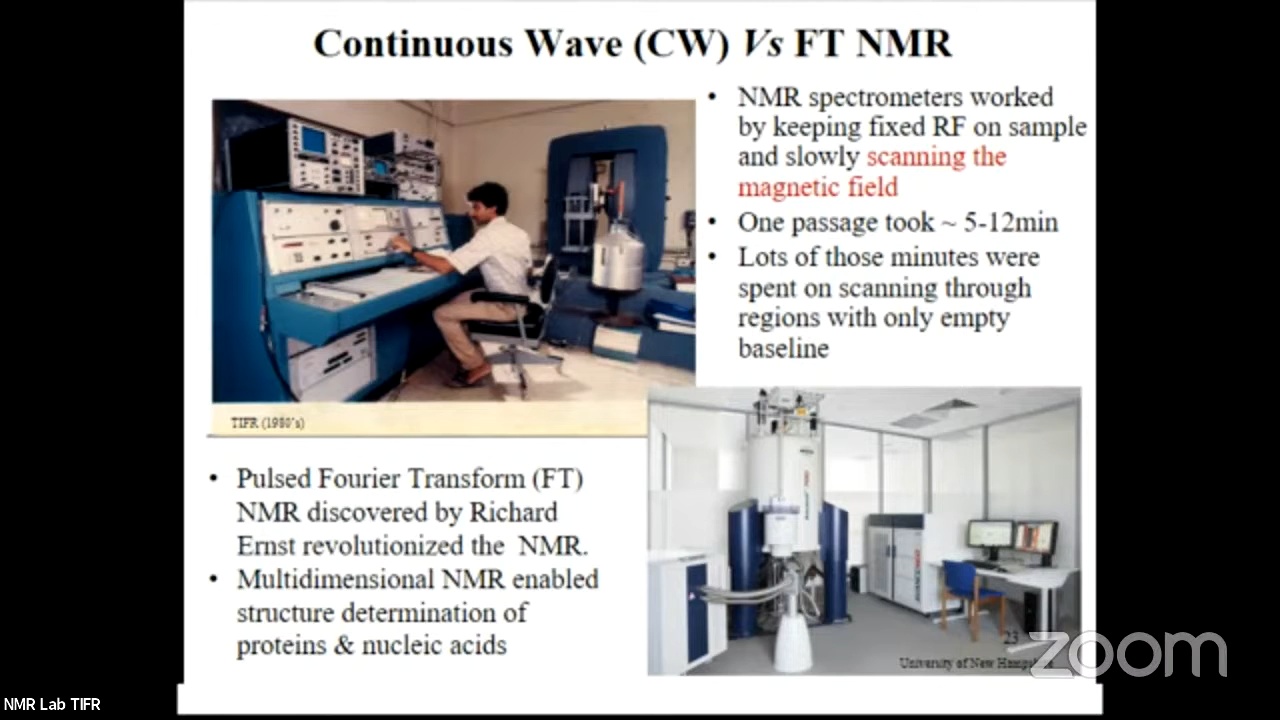 Continuous Wave (CW) Vs FT NMR
• NMR spectrometers worked
by keeping fixed RF on sample
and slowly scanning the
magnetic field
• One passage took ~ 5-12min
• Lots of those minutes were
spent on scanning through
regions with only empty
baseline
TIFR (1980's)
• Pulsed Fourier Transform (FT)
NMR discovered by Richard
Ernst revolutionized the NMR.
• Multidimensional NMR enabled
structure determination of
proteins & nucleic acids
23
University of New
zoom
NMR Lab TIFR